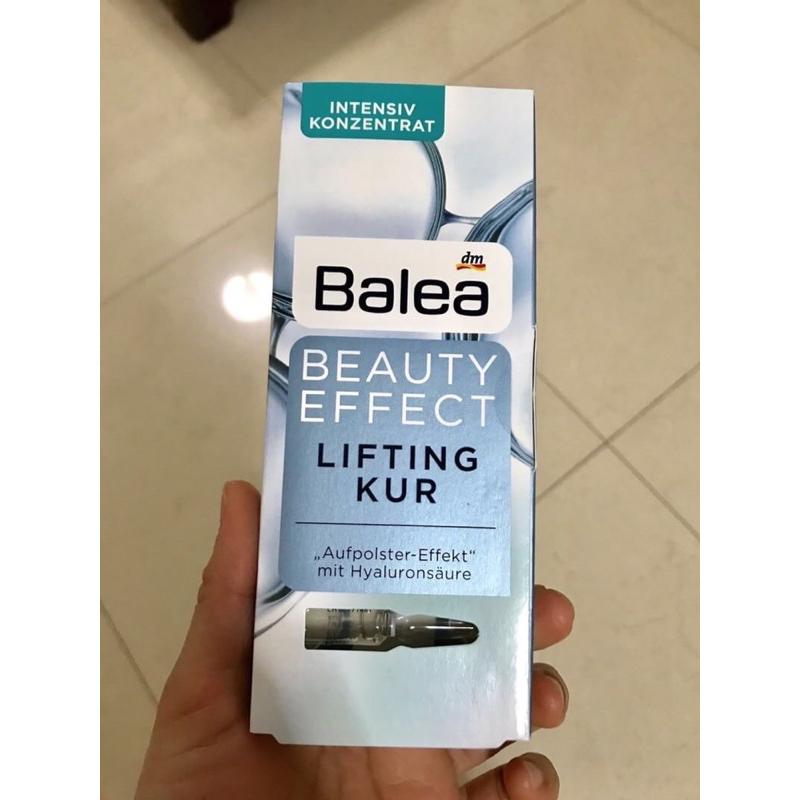 INTENSIV
KONZENTRAT
dm
Balea
BEAUTY
EFFECT
LIFTING
KUR
„Aufpolster-Effekt“
mit Hyaluronsäure